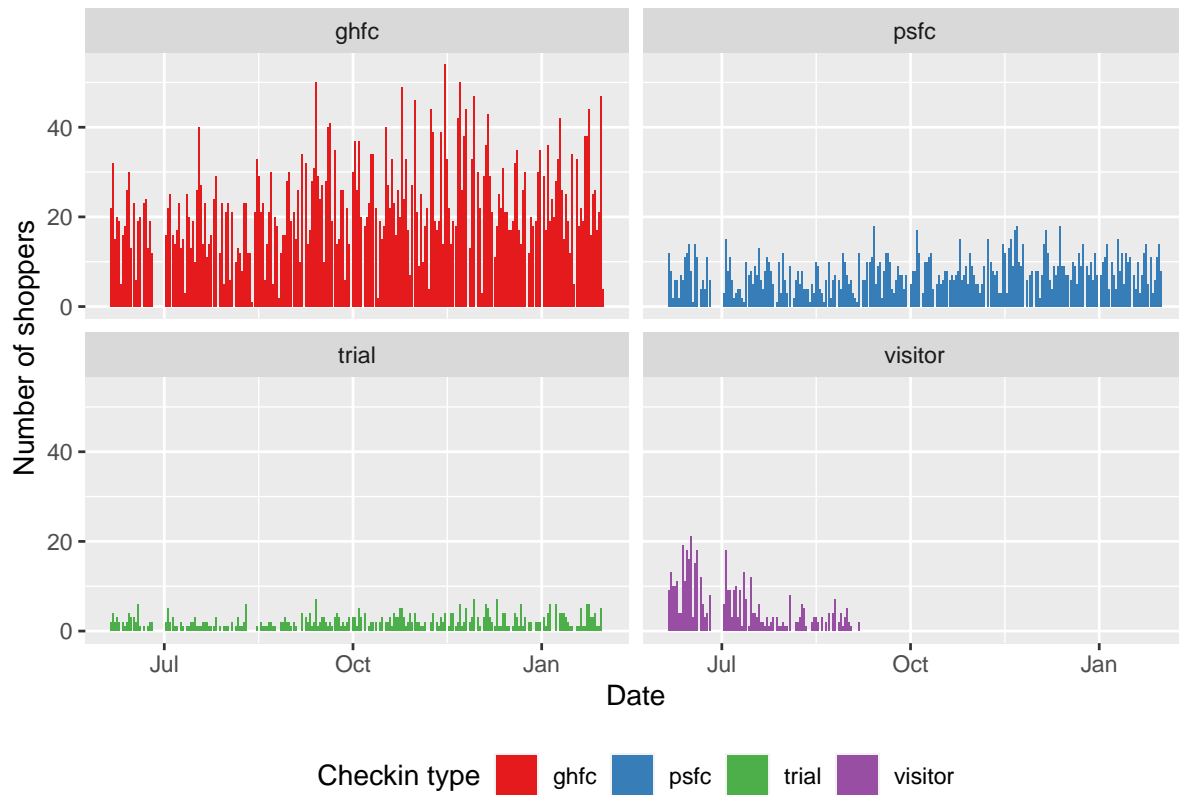 ghfc
psfc
40
20
0
trial
visitor
40
20
0
Number of shoppers
Jul
Oct
Jan
Jul
Oct
Jan
Date
Checkin type
ghfc
psfc
trial
visitor